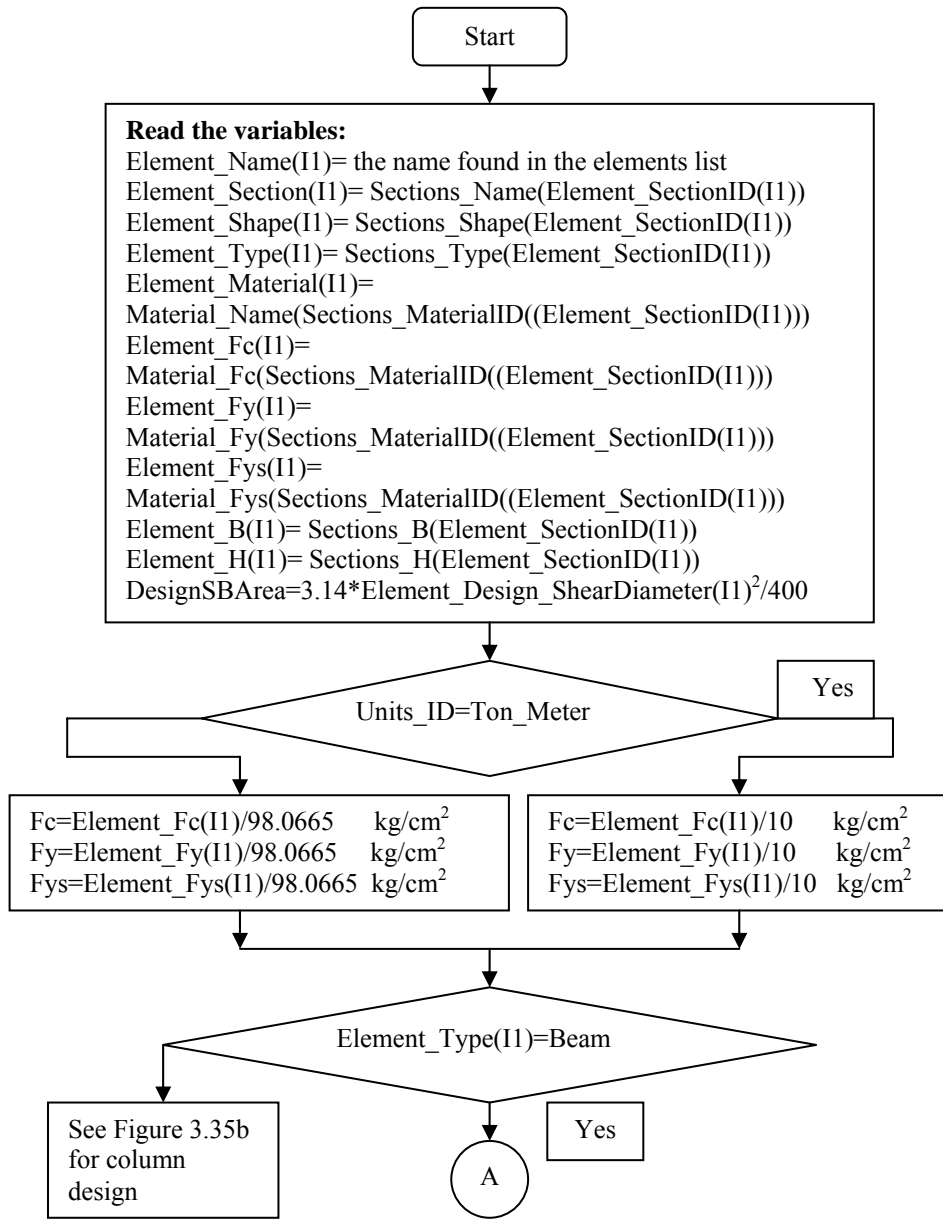 Start
Read the variables:
Element_Name(I1)= the name found in the elements list
Element_Section(I1)= Sections_Name(Element_SectionID(I1))
Element_Shape(I1)= Sections_Shape(Element_SectionID(I1))
Element_Type(I1)= Sections_Type(Element_SectionID(I1))
Element_Material(I1)=
Material_Name(Sections_MaterialID((Element_SectionID(I1)))
Element_Fc(I1)=
Material_Fc(Sections_MaterialID((Element_SectionID(I1)))
Element_Fy(I1)=
Material_Fy(Sections_MaterialID((Element_SectionID(I1)))
Element_Fys(I1)=
Material_Fys(Sections_MaterialID((Element_SectionID(I1)))
Element_B(I1)= Sections_B(Element_SectionID(I1))
Element_H(I1)= Sections_H(Element_SectionID(I1))
DesignSBArea=3.14*Element_Design_ShearDiameter(I1)²/400
Yes
Units_ID=Ton_Meter
Fc=Element_Fc(I1)/98.0665 kg/cm²
Fy=Element_Fy(I1)/98.0665 kg/cm²
Fys=Element_Fys(I1)/98.0665 kg/cm²
Fc=Element_Fc(I1)/10 kg/cm²
Fy=Element_Fy(I1)/10 kg/cm²
Fys=Element_Fys(I1)/10 kg/cm²
Element_Type(I1)=Beam
See Figure 3.35b
for column
design
A
Yes